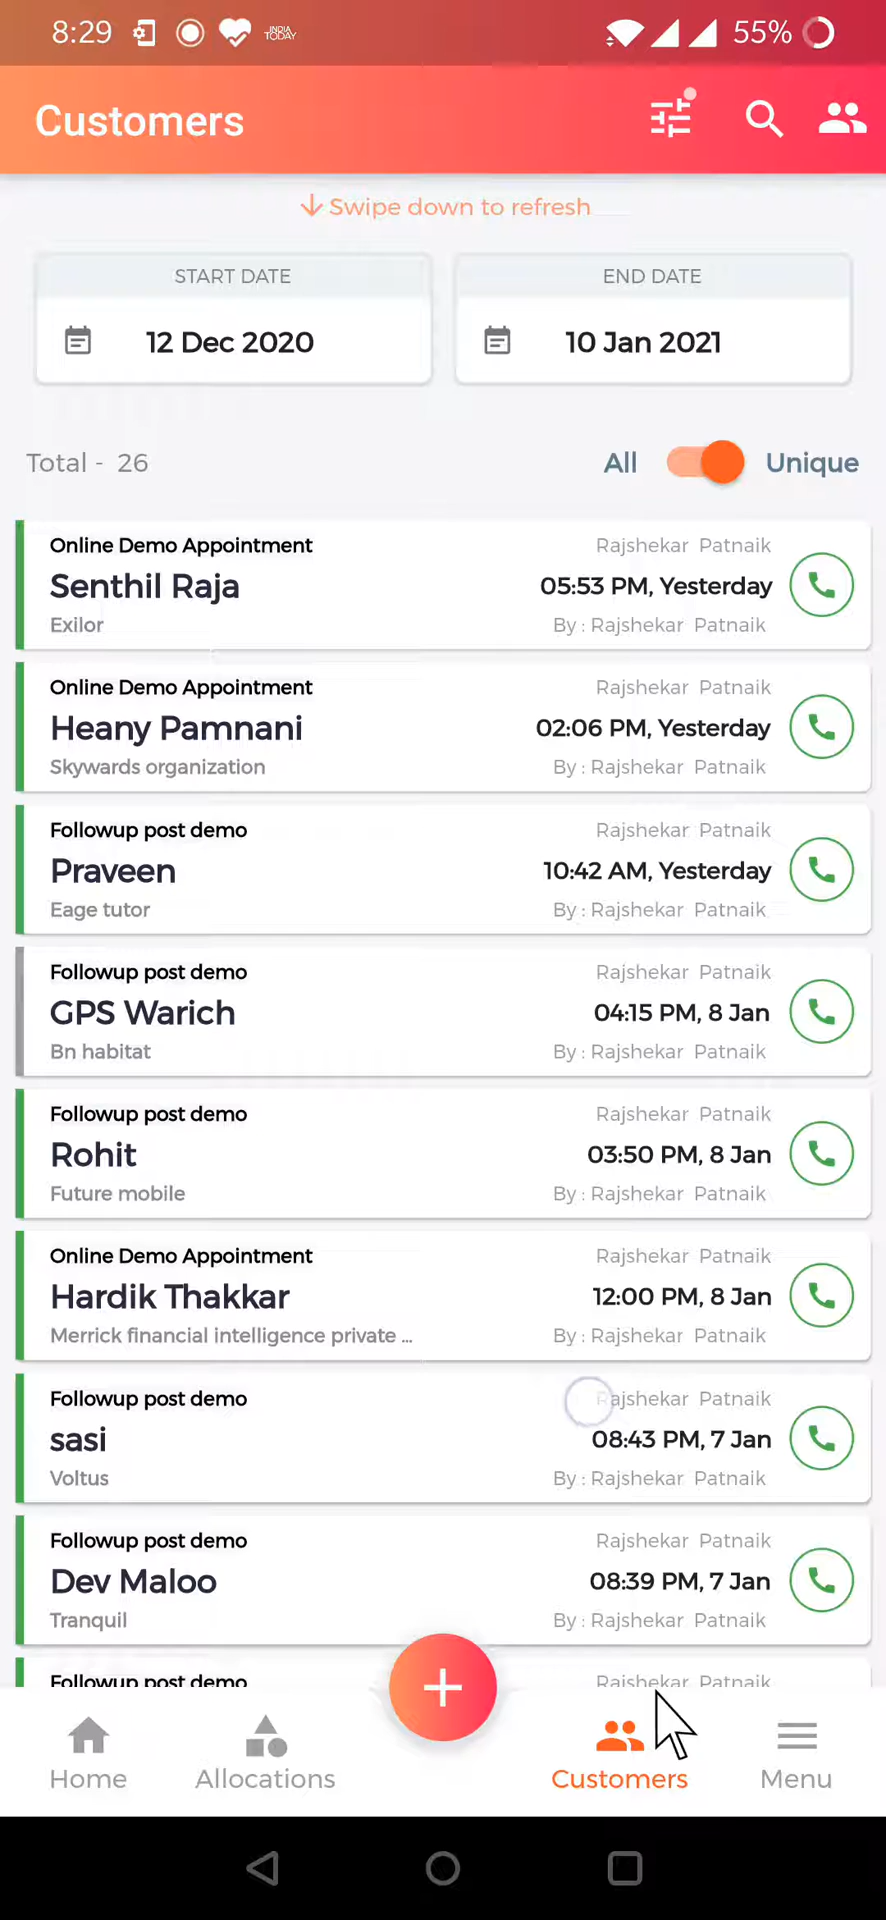 8:29 INDIA TODAY 55%
Customers
Swipe down to refresh
START DATE END DATE
12 Dec 2020 10 Jan 2021
Total - 26 All Unique
Online Demo Appointment Rajshekar Patnaik
Senthil Raja 05:53 PM, Yesterday
Exilor By : Rajshekar Patnaik
Online Demo Appointment Rajshekar Patnaik
Heany Pamnani 02:06 PM, Yesterday
Skywards organization By : Rajshekar Patnaik
Followup post demo Rajshekar Patnaik
Praveen 10:42 AM, Yesterday
Eage tutor By : Rajshekar Patnaik
Followup post demo Rajshekar Patnaik
GPS Warich 04:15 PM, 8 Jan
Bn habitat By : Rajshekar Patnaik
Followup post demo Rajshekar Patnaik
Rohit 03:50 PM, 8 Jan
Future mobile By : Rajshekar Patnaik
Online Demo Appointment Rajshekar Patnaik
Hardik Thakkar 12:00 PM, 8 Jan
Merrick financial intelligence private ... By : Rajshekar Patnaik
Followup post demo Rajshekar Patnaik
sasi 08:43 PM, 7 Jan
Voltus By : Rajshekar Patnaik
Followup post demo Rajshekar Patnaik
Dev Maloo 08:39 PM, 7 Jan
Tranquil By : Rajshekar Patnaik
Followup post demo Rajshekar Patnaik
Home Allocations Customers Menu